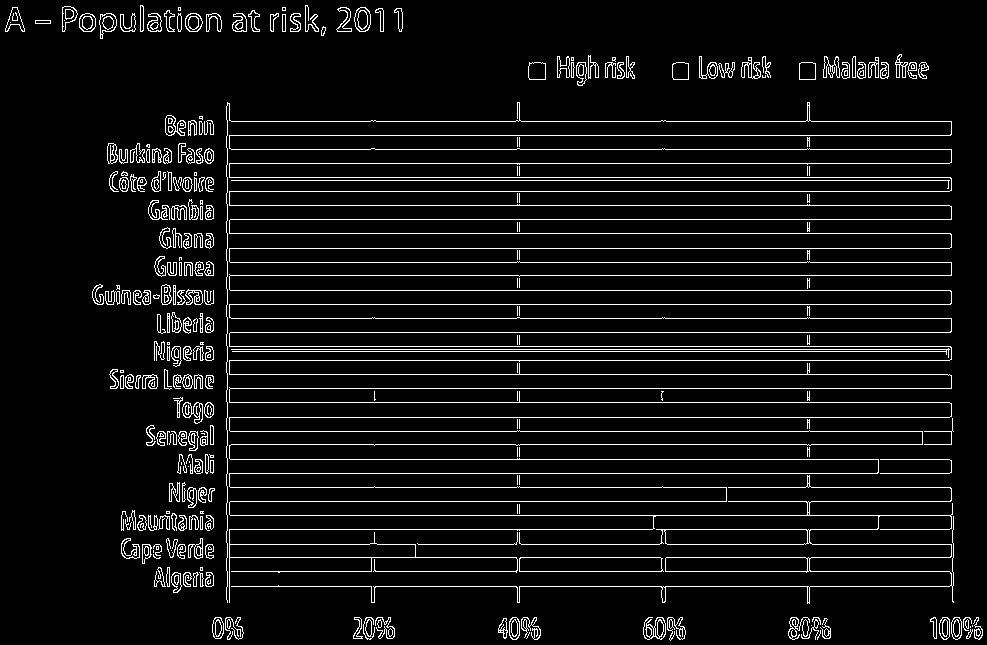 A – Population at risk, 2011
High risk Low risk Malaria free
Benin
Burkina Faso
Côte d'Ivoire
Gambia
Ghana
Guinea
Guinea-Bissau
Liberia
Nigeria
Sierra Leone
Togo
Senegal
Mali
Niger
Mauritania
Cape Verde
Algeria
0% 20% 40% 60% 80% 100%